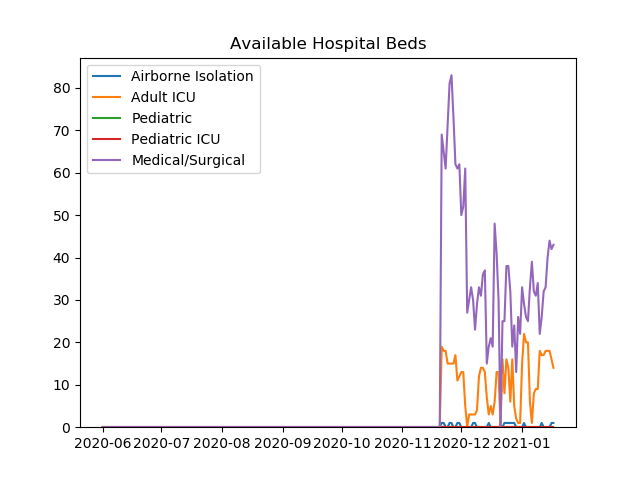 Available Hospital Beds
Airborne Isolation
Adult ICU
Pediatric
Pediatric ICU
Medical/Surgical
80
70
60
50
40
30
20
10
0
2020-06 2020-07 2020-08 2020-09 2020-10 2020-11 2020-12 2021-01